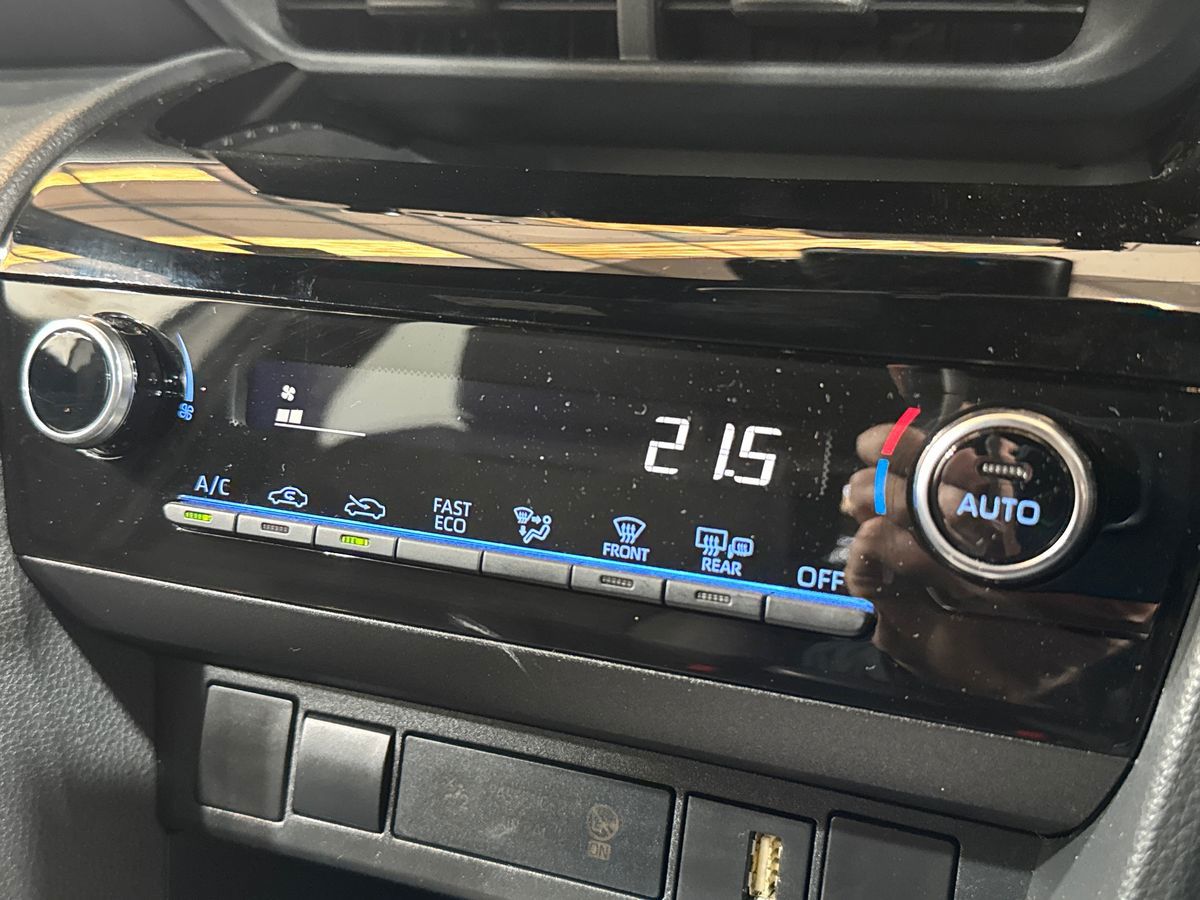 21.5
A/C
FAST
ECO
FRONT
REAR
OFF
AUTO